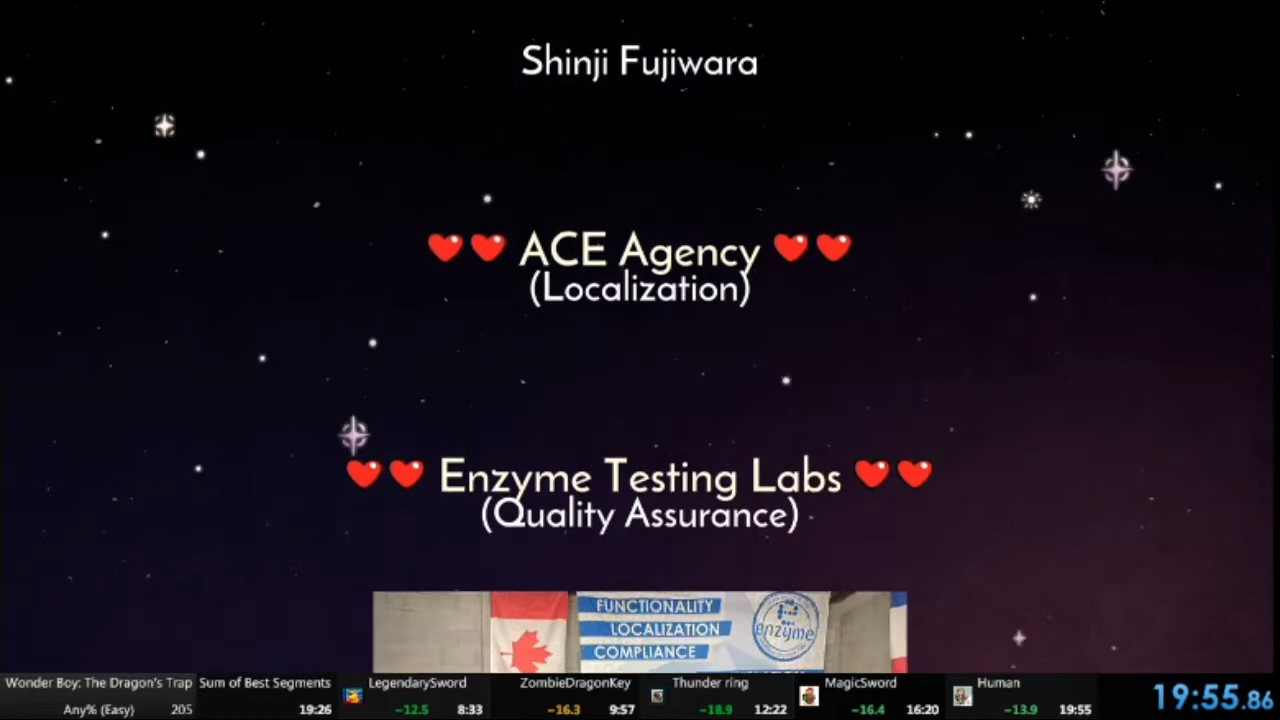 Shinji Fujiwara
ACE Agency
(Localization)
Enzyme Testing Labs
(Quality Assurance)
FUNCTIONALITY
LOCALIZATION
COMPLIANCE
enzyme
Wonder Boy: The Dragon's Trap
Any% (Easy) 205
Sum of Best Segments
19:26
LegendarySword
−12.5 8:33
ZombieDragonKey
−16.3 9:57
Thunder ring
−18.9 12:22
MagicSword
−16.4 16:20
Human
−13.9 19:55
19:55.86